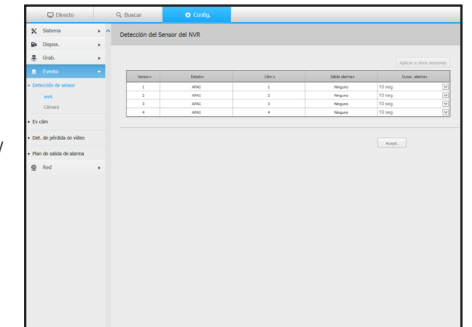 Directo
Buscar
Config.
Sistema
Dispos.
Grab.
Evento
Detección de sensor
NVR
Cámara
Ev cám
Det. de pérdida de vídeo
Plan de salida de alarma
Red
Detección del Sensor del NVR
Aplicar a otros sensores
Sensor Estado Cám. Salida alarma Durac. alarma
1 APAG 1 Ninguno 10 seg.
2 APAG 2 Ninguno 10 seg.
3 APAG 3 Ninguno 10 seg.
4 APAG 4 Ninguno 10 seg.
Acept.